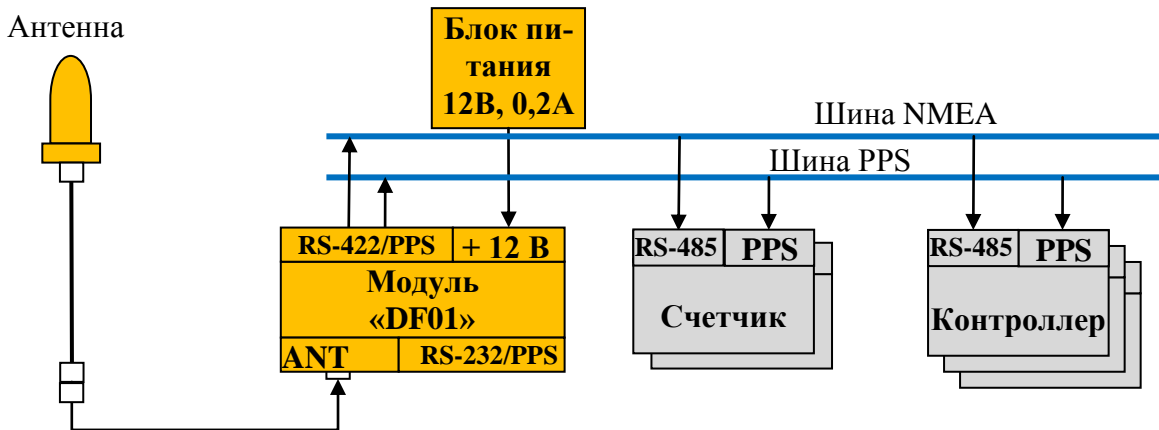 Антенна
Блок пи-
тания
12В, 0,2А
Шина NMEA
Шина PPS
RS-422/PPS
+ 12 В
Модуль
«DF01»
ANT
RS-232/PPS
RS-485
PPS
Счетчик
RS-485
PPS
Контроллер